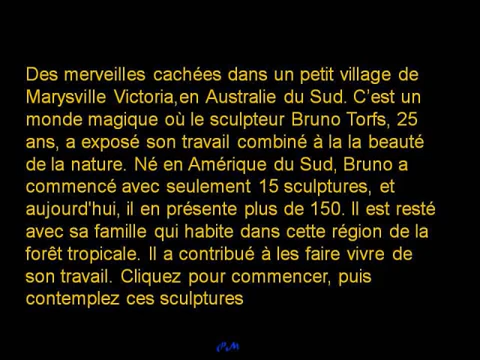 Des merveilles cachées dans un petit village de
Marysville Victoria,en Australie du Sud. C’est un
monde magique où le sculpteur Bruno Torfs, 25
ans, a exposé son travail combiné à la la beauté
de la nature. Né en Amérique du Sud, Bruno a
commencé avec seulement 15 sculptures, et
aujourd'hui, il en présente plus de 150. Il est resté
avec sa famille qui habite dans cette région de la
forêt tropicale. Il a contribué à les faire vivre de
son travail. Cliquez pour commencer, puis
contemplez ces sculptures
PM